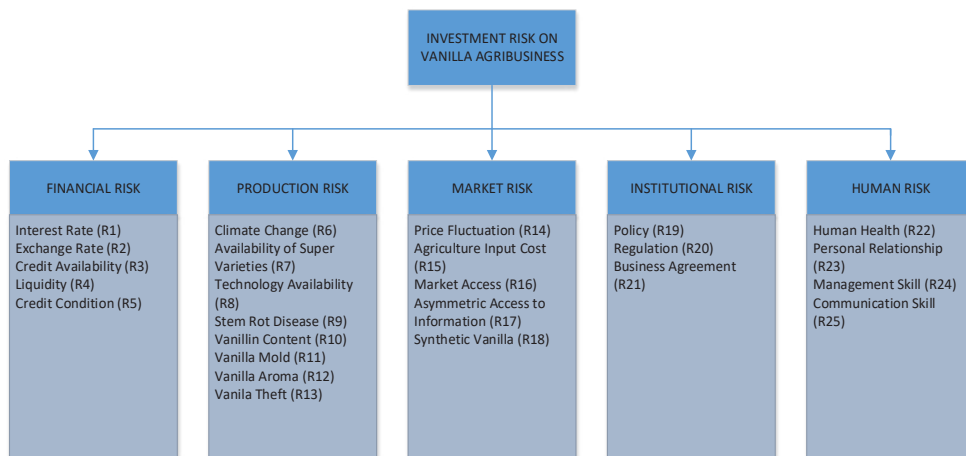 INVESTMENT RISK ON
VANILLA AGRIBUSINESS
FINANCIAL RISK
Interest Rate (R1)
Exchange Rate (R2)
Credit Availability (R3)
Liquidity (R4)
Credit Condition (R5)
PRODUCTION RISK
Climate Change (R6)
Availability of Super
Varieties (R7)
Technology Availability
(R8)
Stem Rot Disease (R9)
Vanillin Content (R10)
Vanilla Mold (R11)
Vanilla Aroma (R12)
Vanila Theft (R13)
MARKET RISK
Price Fluctuation (R14)
Agriculture Input Cost
(R15)
Market Access (R16)
Asymmetric Access to
Information (R17)
Synthetic Vanilla (R18)
INSTITUTIONAL RISK
Policy (R19)
Regulation (R20)
Business Agreement
(R21)
HUMAN RISK
Human Health (R22)
Personal Relationship
(R23)
Management Skill (R24)
Communication Skill
(R25)